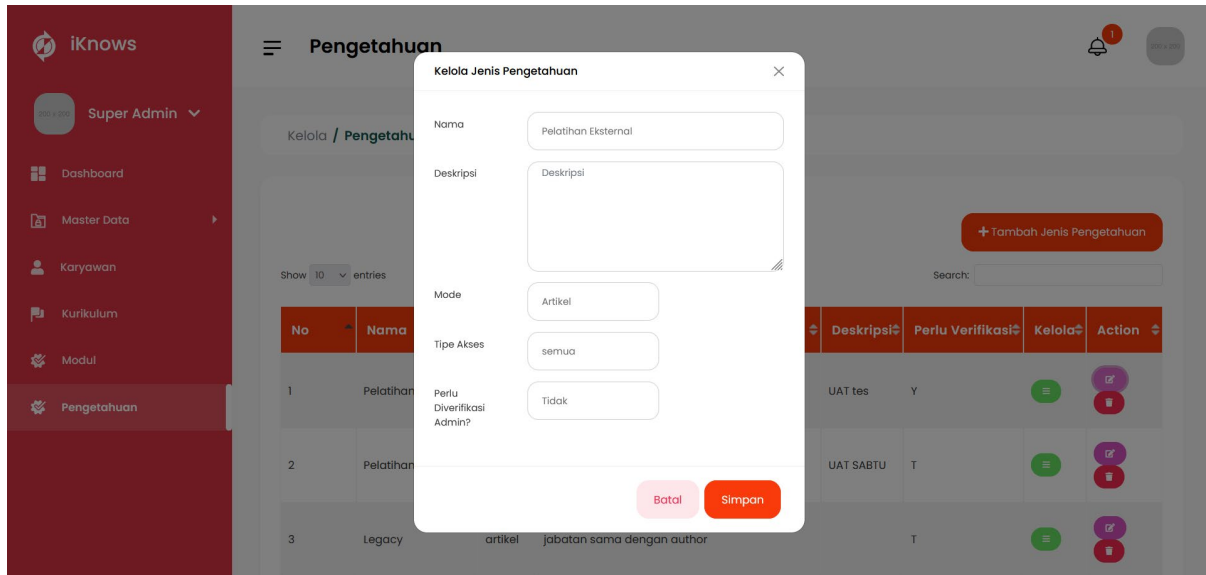 iKnows
Pengetahuan
1
Super Admin
Dashboard
Master Data
Karyawan
Kurikulum
Modul
Pengetahuan
Kelola / Pengetahu
+ Tambah Jenis Pengetahuan
Show 10 entries
Search:
No Nama Deskripsi Perlu Verifikasi Kelola Action
1 Pelatihan UAT tes Y
2 Pelatihan UAT SABTU T
3 Legacy artikel jabatan sama dengan author T
Kelola Jenis Pengetahuan
Nama Pelatihan Eksternal
Deskripsi Deskripsi
Mode Artikel
Tipe Akses semua
Perlu
Diverifikasi Tidak
Admin?
Batal Simpan